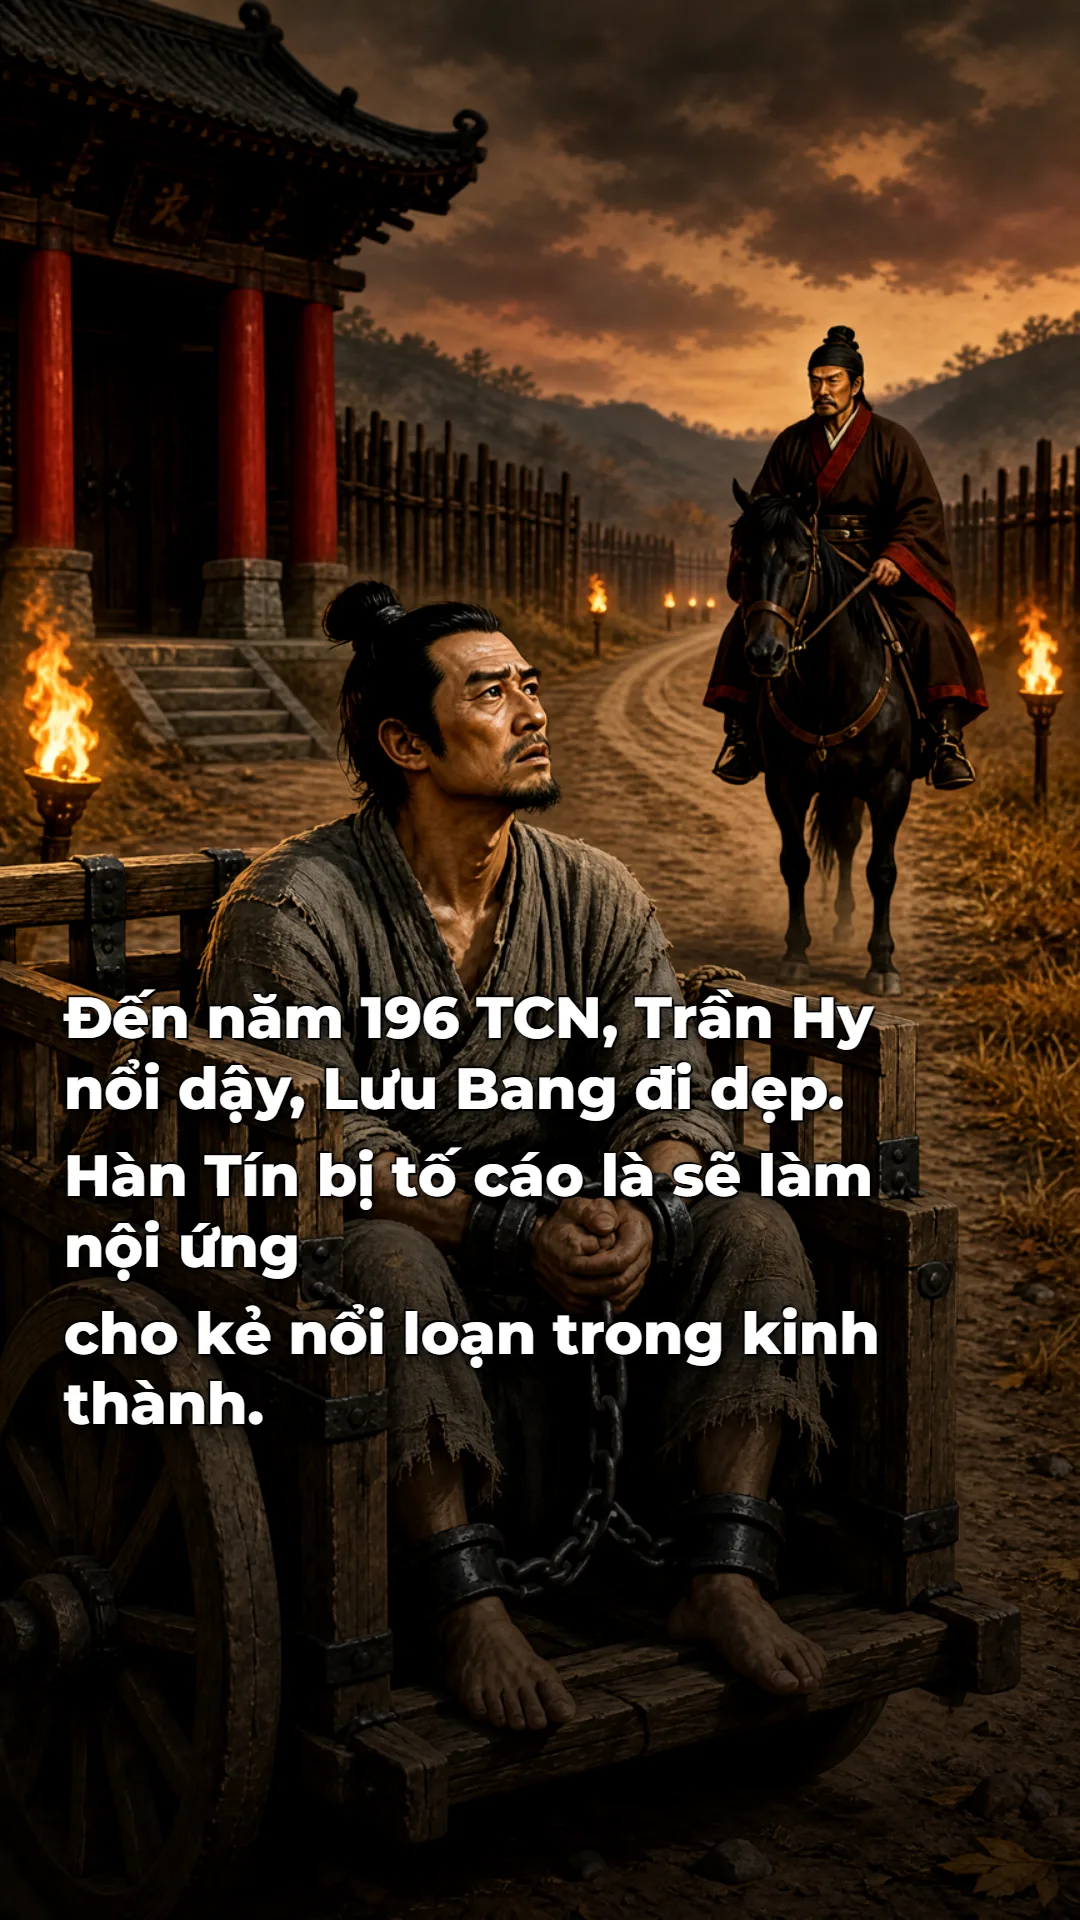 Đến năm 196 TCN, Trần Hy
nổi dậy, Lưu Bang đi dẹp.
Hàn Tín bị tố cáo là sẽ làm
nội ứng
cho kẻ nổi loạn trong kinh
thành.